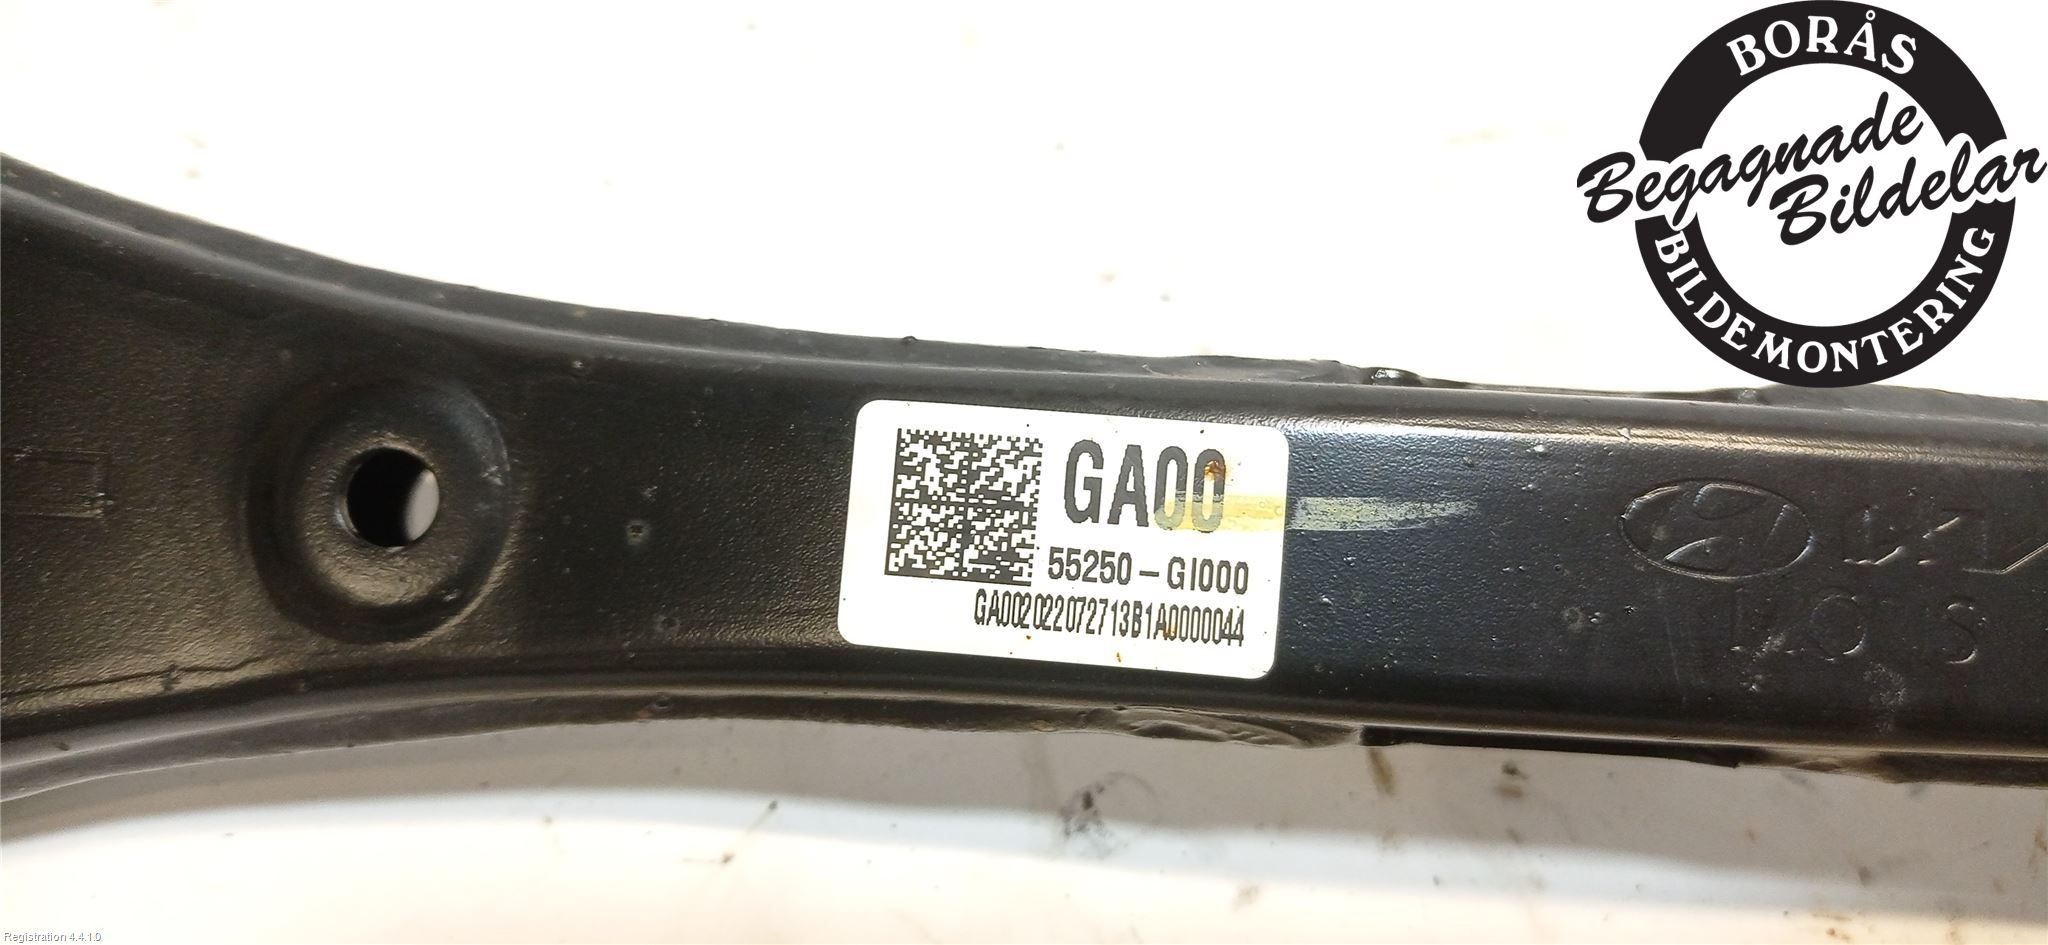 BORÅS
Begagnade
Bildelar
BILDEMONTERING
GA00
55250-GI000
GA002022072713B1A0000044
Registration 4.4.1.0